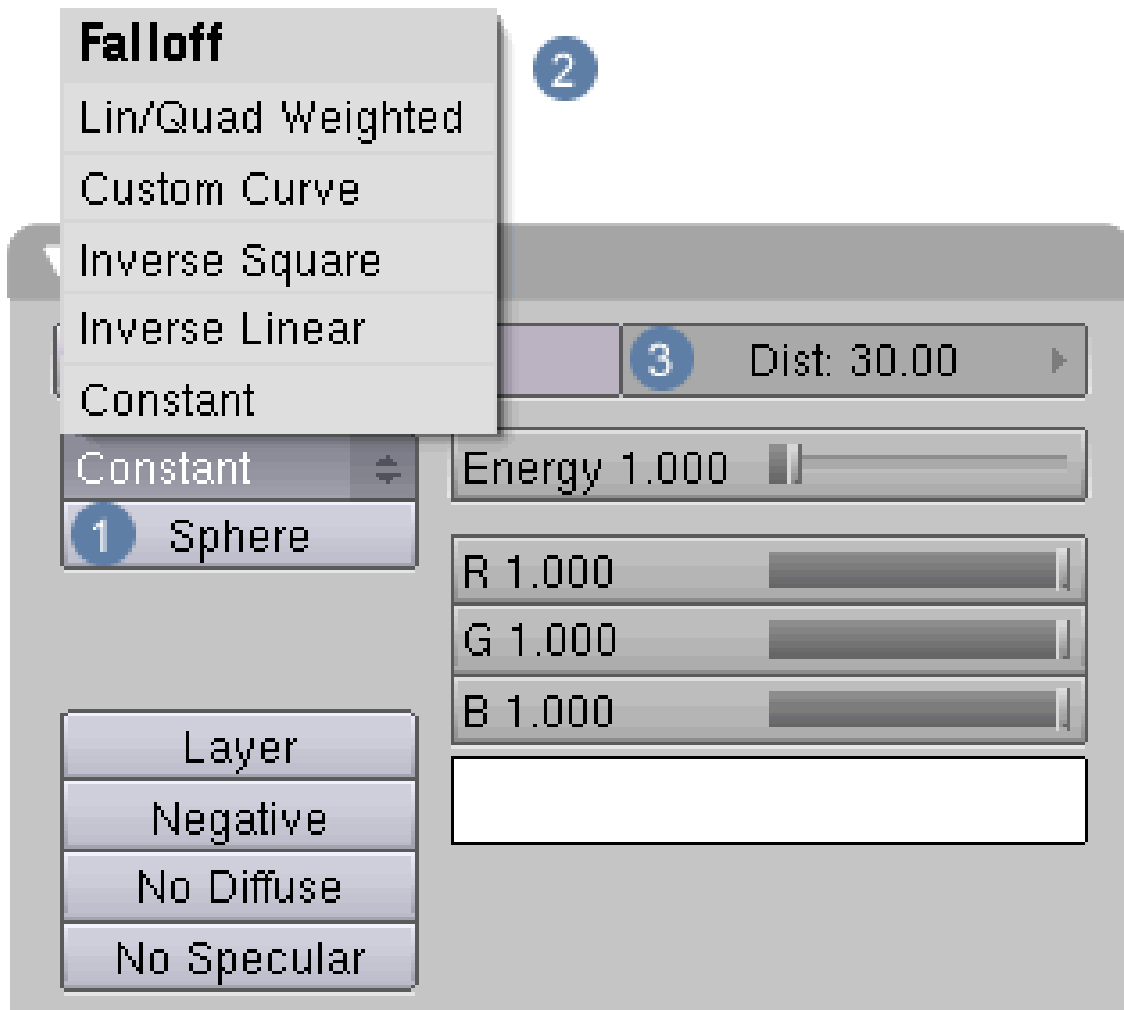 Falloff
2
Lin/Quad Weighted
Custom Curve
Inverse Square
Inverse Linear
Constant
3 Dist: 30.00
Constant
Energy 1.000
1 Sphere
R 1.000
G 1.000
B 1.000
Layer
Negative
No Diffuse
No Specular